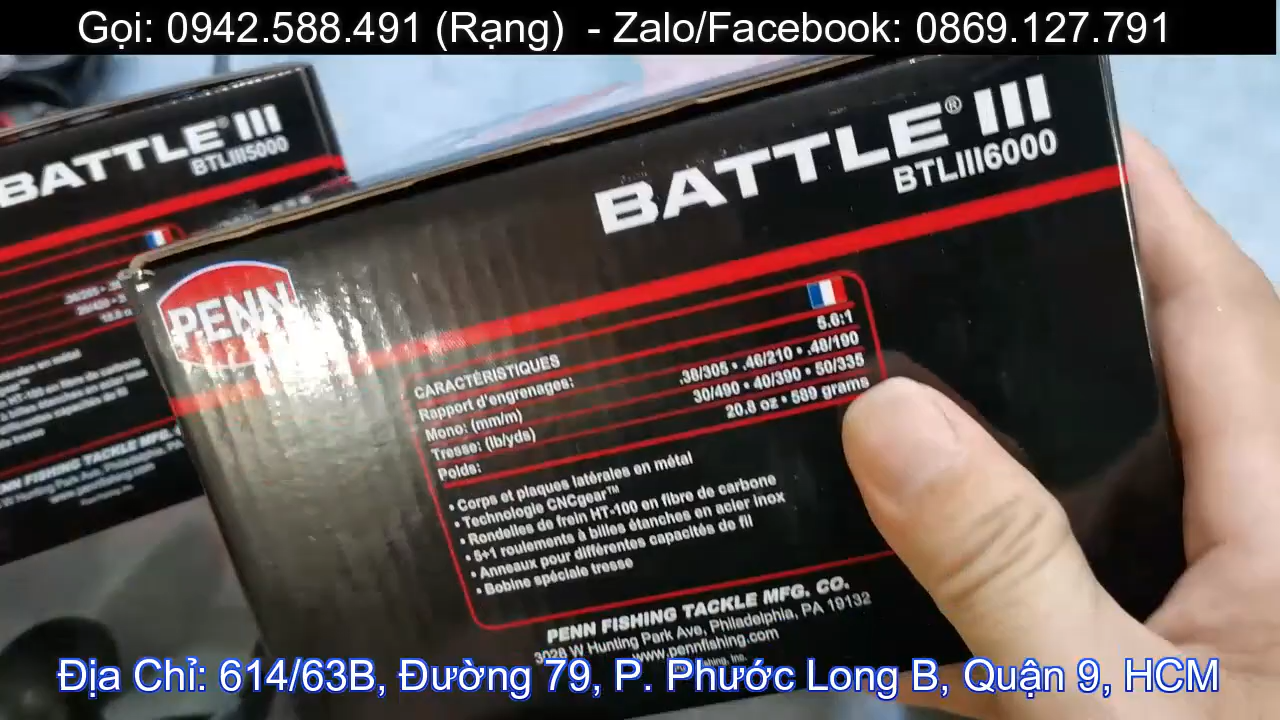 Gọi: 0942.588.491 (Rạng) - Zalo/Facebook: 0869.127.791
BATTLE® III
BTLIII5000
BATTLE® III
BTLIII6000
PENN
CARACTÉRISTIQUES
Rapport d'engrenages: 5.6:1
Mono: (mm/m) .36/305 • .46/210 • .48/190
Tresse: (lb/yds) 30/490 • 40/390 • 50/335
Poids: 20.8 oz • 589 grams
• Corps et plaques latérales en métal
• Technologie CNCgear™
• Rondelles de frein HT-100 en fibre de carbone
• 5+1 roulements à billes étanches en acier inox
• Anneaux pour différentes capacités de fil
• Bobine spéciale tresse
PENN FISHING TACKLE MFG. CO.
3028 W Hunting Park Ave, Philadelphia, PA 19132
www.pennfishing.com
Địa Chỉ: 614/63B, Đường 79, P. Phước Long B, Quận 9, HCM